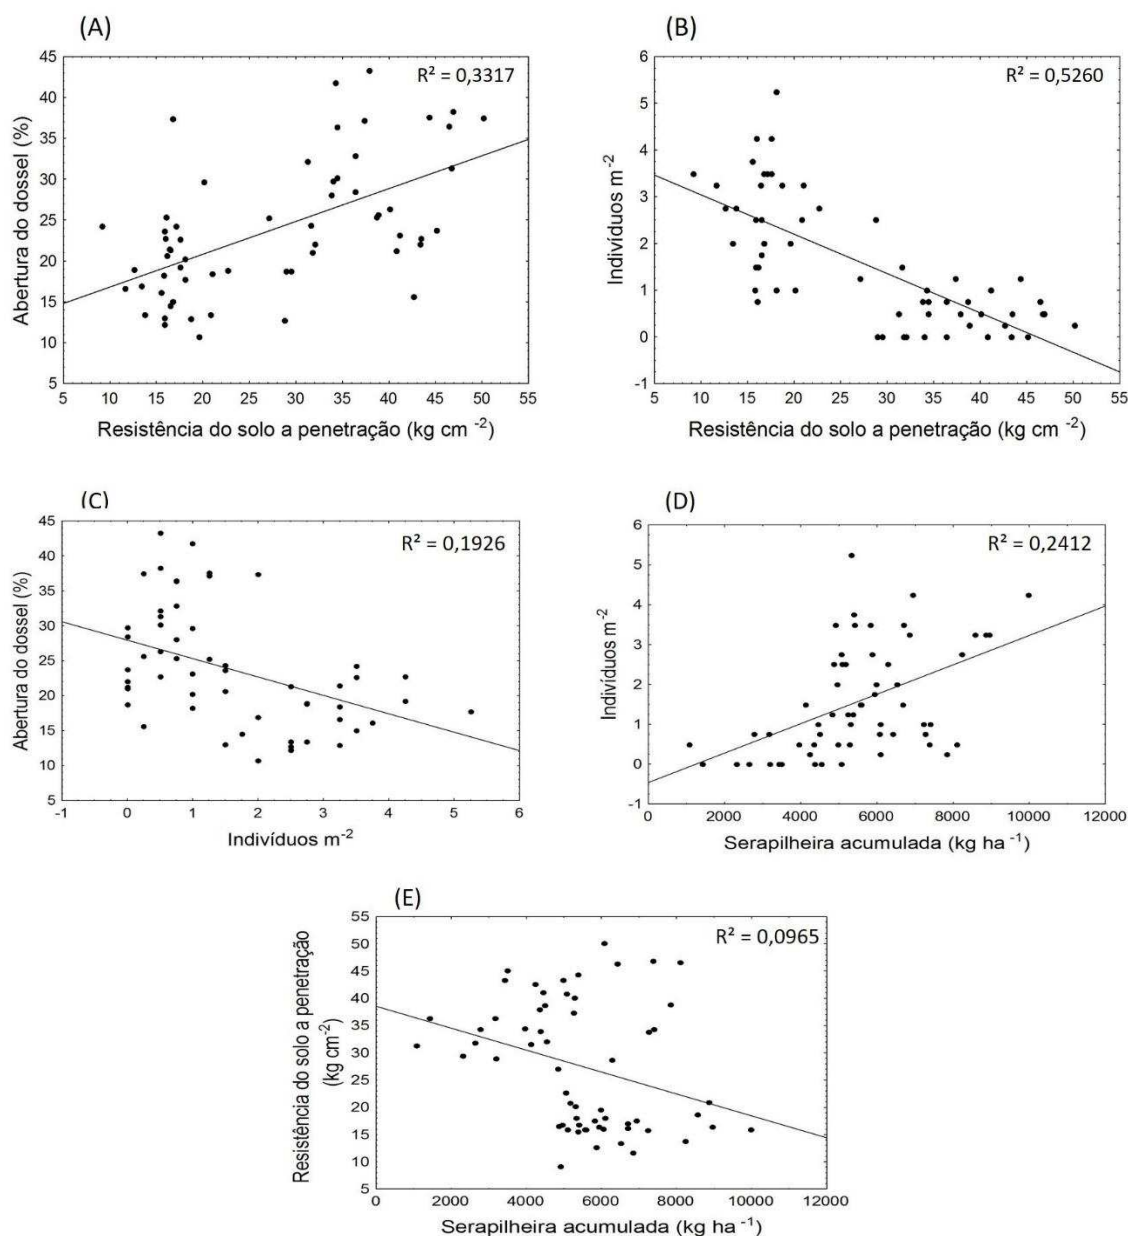 (A)
R² = 0,3317
Abertura do dossel (%)
45
40
35
30
25
20
15
10
5
5 10 15 20 25 30 35 40 45 50 55
Resistência do solo a penetração (kg cm -2)
(B)
R² = 0,5260
Indivíduos m-2
6
5
4
3
2
1
0
-1
5 10 15 20 25 30 35 40 45 50 55
Resistência do solo a penetração (kg cm -2)
(C)
R² = 0,1926
Abertura do dossel (%)
45
40
35
30
25
20
15
10
5
-1 0 1 2 3 4 5 6
Indivíduos m-2
(D)
R² = 0,2412
Indivíduos m-2
6
5
4
3
2
1
0
-1
0 2000 4000 6000 8000 10000 12000
Serapilheira acumulada (kg ha -1)
(E)
R² = 0,0965
Resistência do solo a penetração
(kg cm-2)
55
50
45
40
35
30
25
20
15
10
5
0 2000 4000 6000 8000 10000 12000
Serapilheira acumulada (kg ha -1)